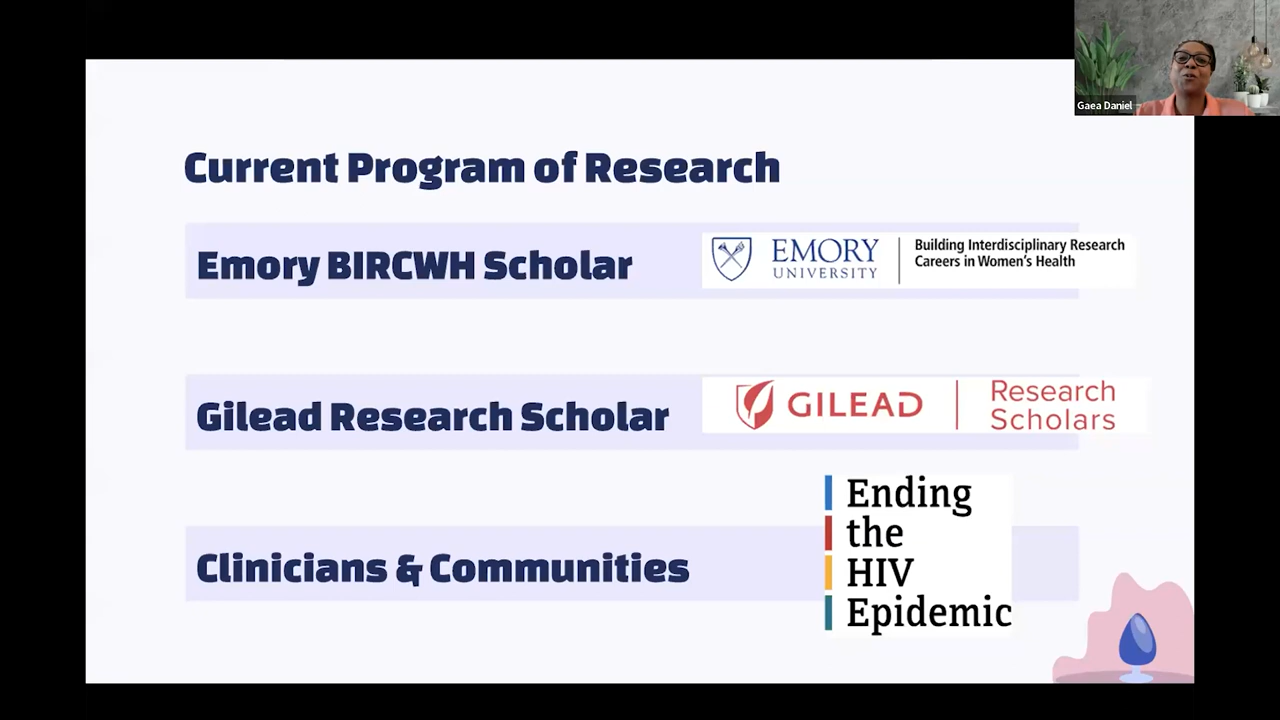 Gaea Daniel
Current Program of Research
Emory BIRCWH Scholar
EMORY
UNIVERSITY
Building Interdisciplinary Research
Careers in Women's Health
Gilead Research Scholar
GILEAD
Research
Scholars
Clinicians & Communities
Ending
the
HIV
Epidemic